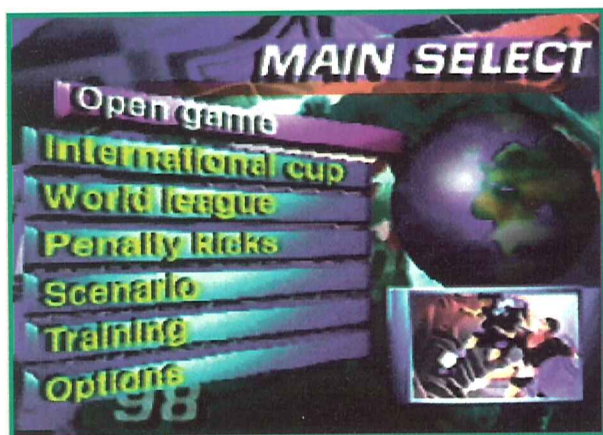 MAIN SELECT
Open game
International cup
World league
Penalty kicks
Scenario
Training
Options
98